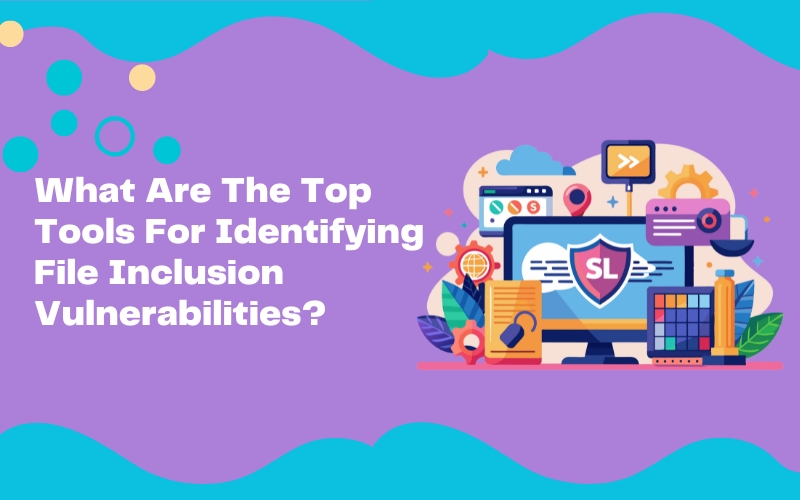 What Are The Top
Tools For Identifying
File Inclusion
Vulnerabilities?
SL